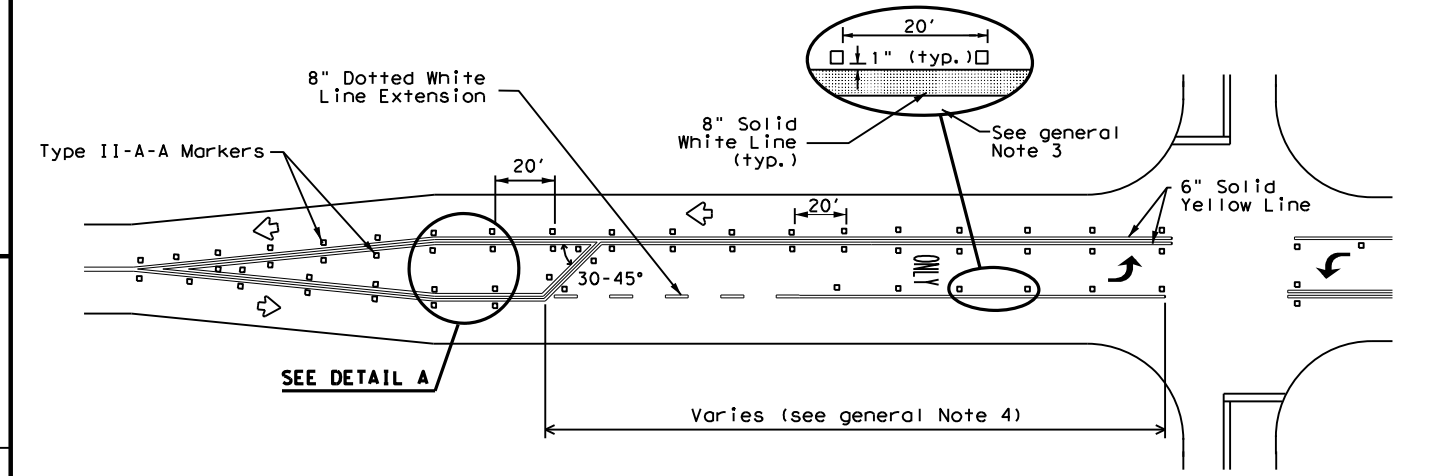 20'
1" (typ.)
8" Dotted White
Line Extension
8" Solid
White Line
(typ.)
See general
Note 3
Type II-A-A Markers
20'
6" Solid
Yellow Line
20'
30-45°
ONLY
SEE DETAIL A
Varies (see general Note 4)